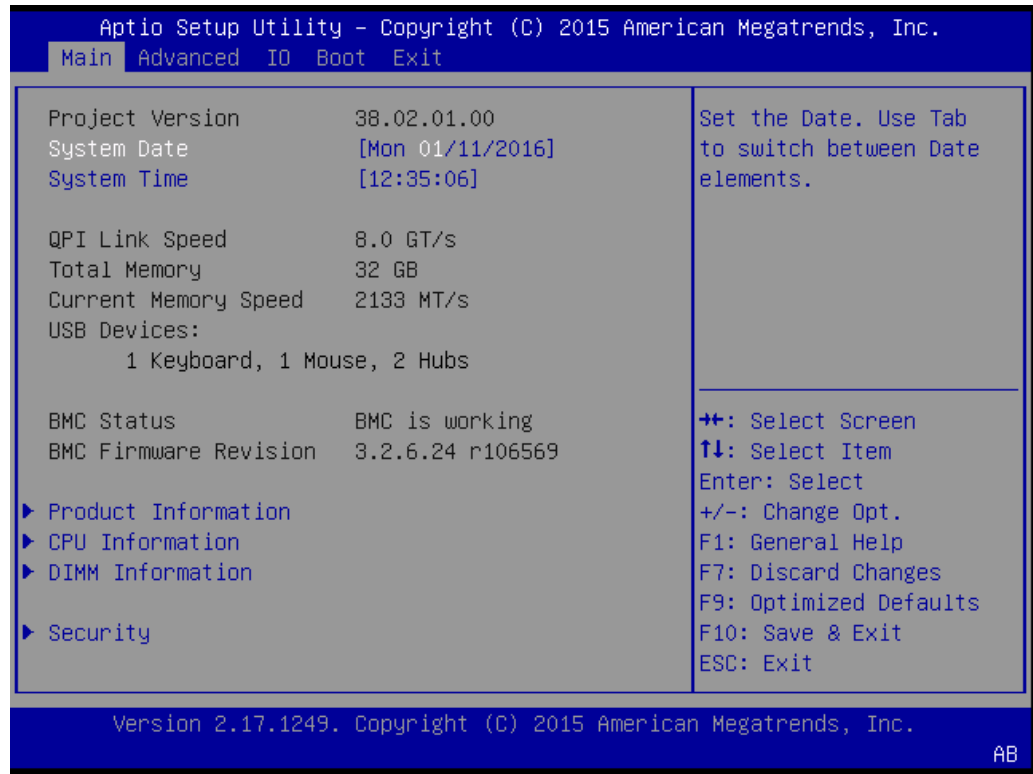 Aptio Setup Utility – Copyright (C) 2015 American Megatrends, Inc.
Main Advanced IO Boot Exit
Project Version 38.02.01.00
System Date [Mon 01/11/2016]
System Time [12:35:06]
QPI Link Speed 8.0 GT/s
Total Memory 32 GB
Current Memory Speed 2133 MT/s
USB Devices:
1 Keyboard, 1 Mouse, 2 Hubs
BMC Status BMC is working
BMC Firmware Revision 3.2.6.24 r106569
Product Information
CPU Information
DIMM Information
Security
Set the Date. Use Tab
to switch between Date
elements.
→←: Select Screen
↑↓: Select Item
Enter: Select
+/-: Change Opt.
F1: General Help
F7: Discard Changes
F9: Optimized Defaults
F10: Save & Exit
ESC: Exit
Version 2.17.1249. Copyright (C) 2015 American Megatrends, Inc.
AB